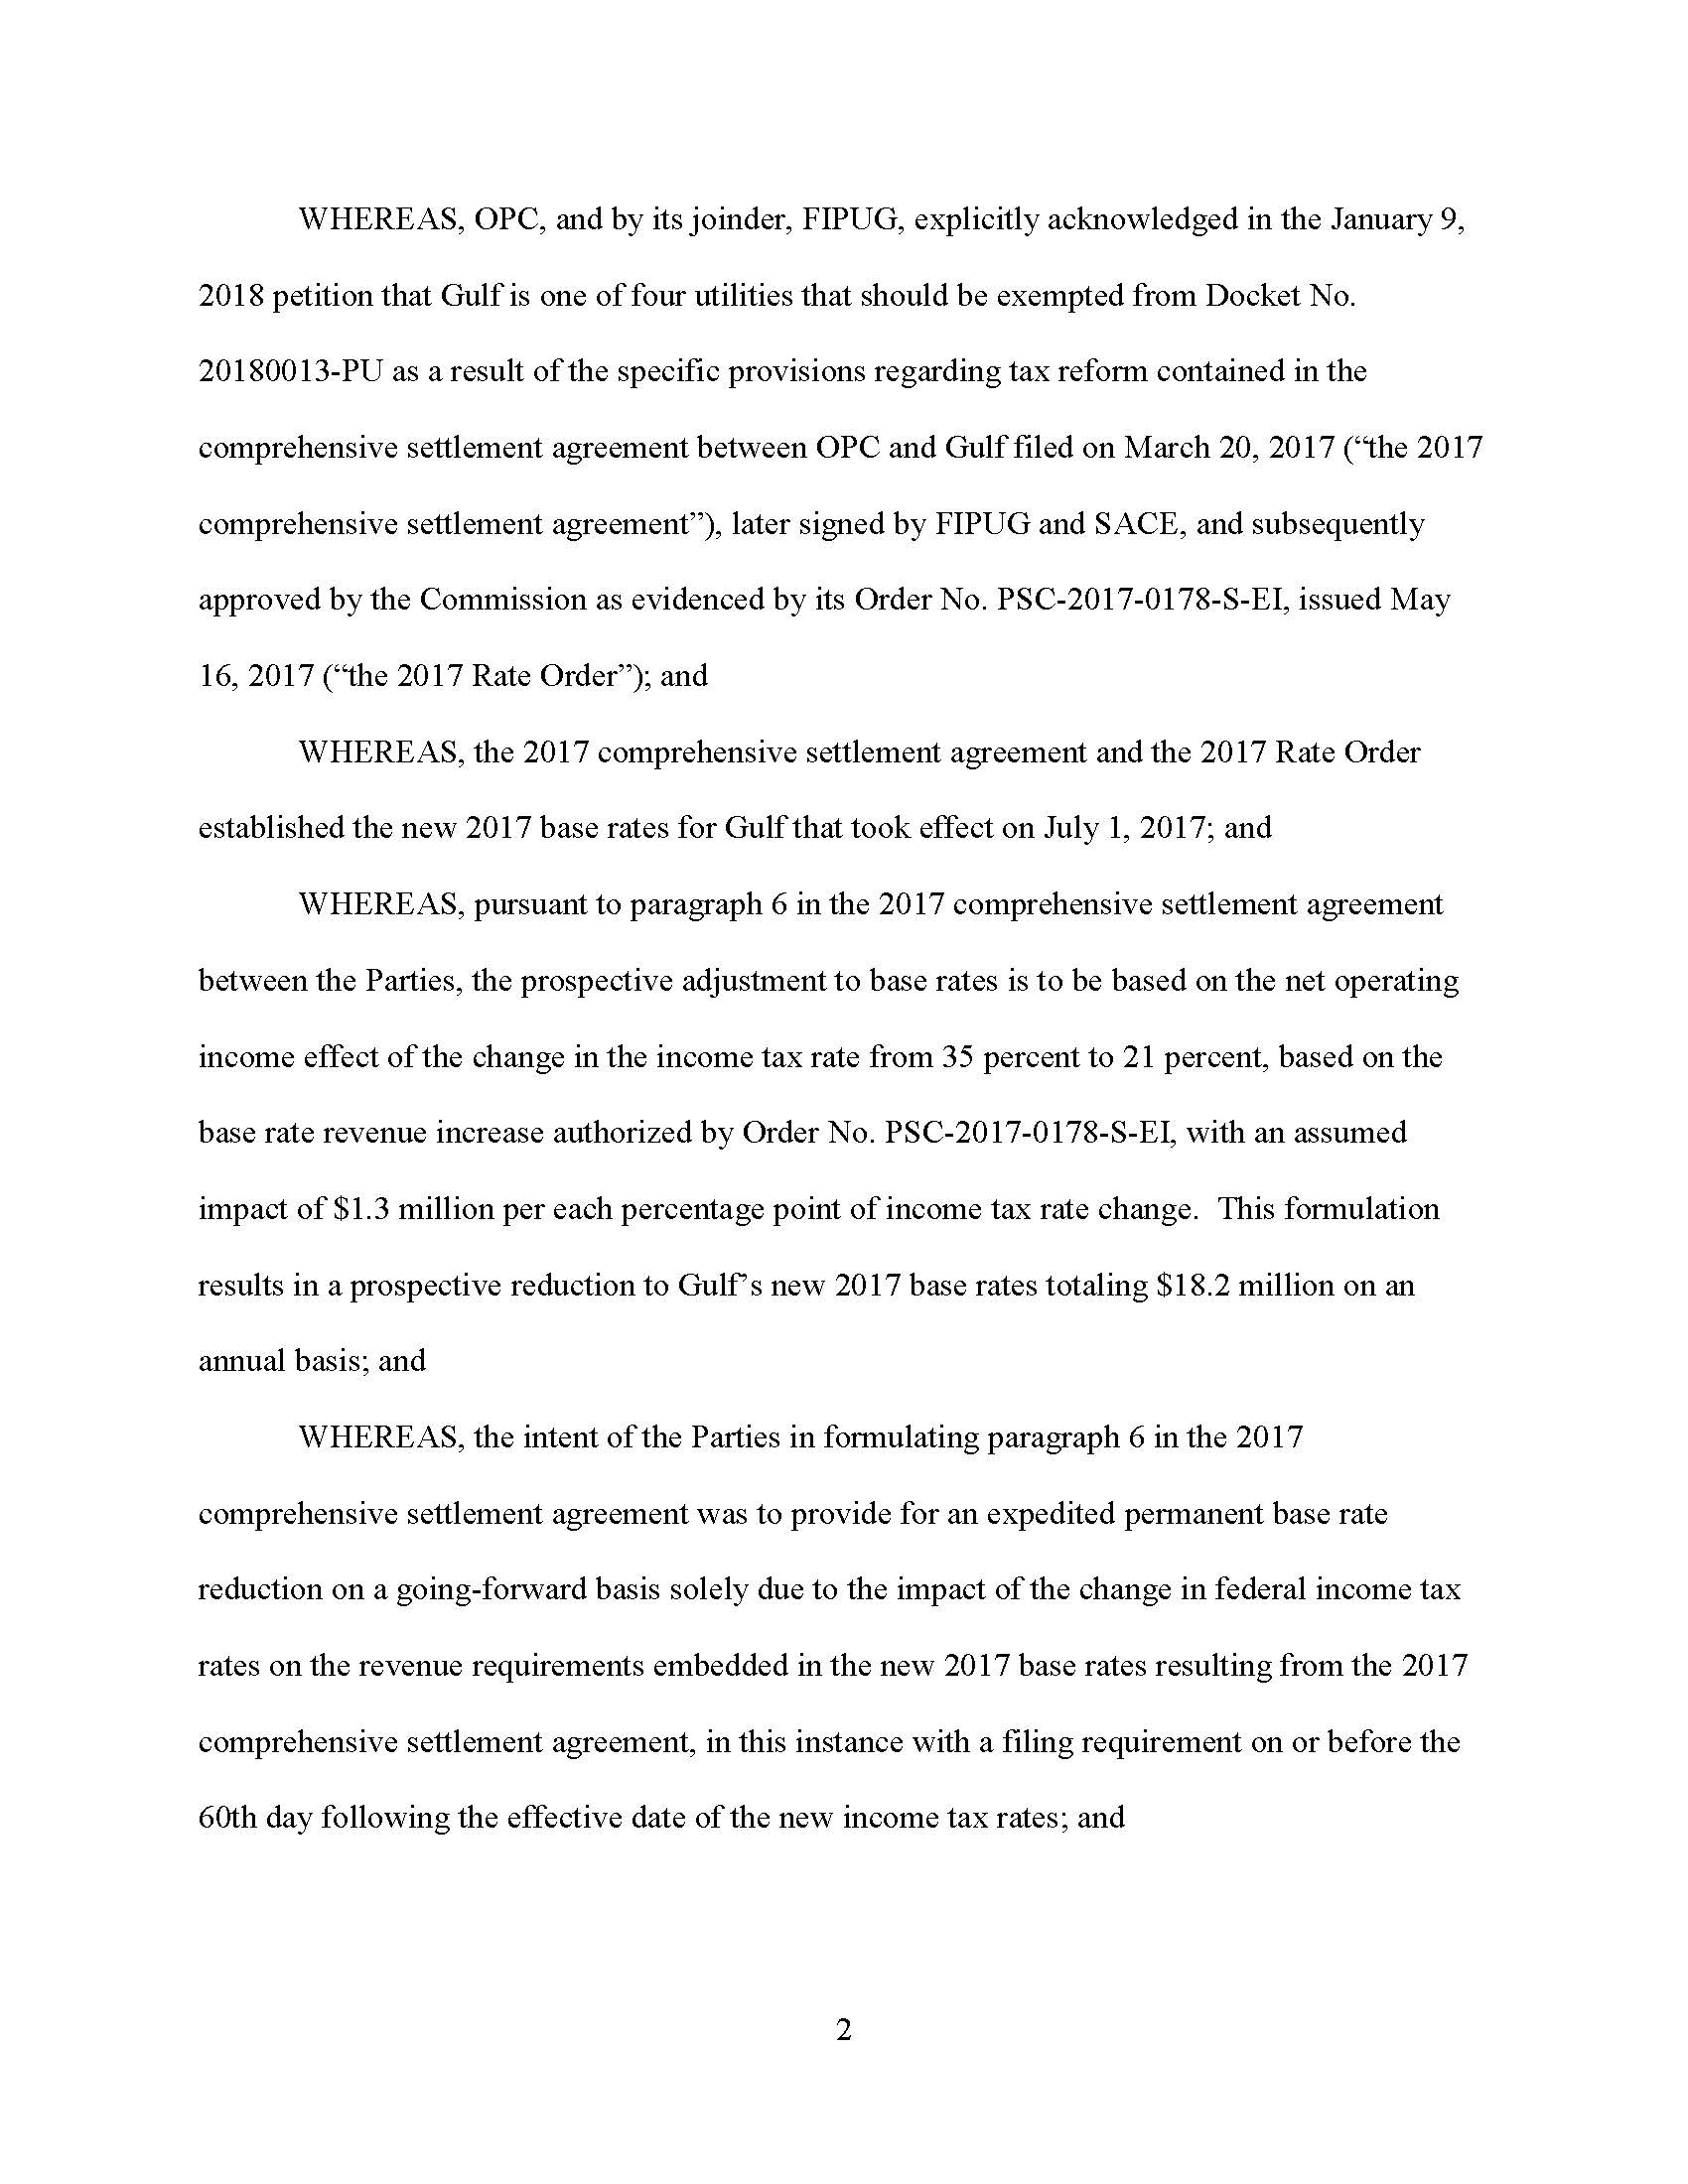 WHEREAS, OPC, and by its joinder, FIPUG, explicitly acknowledged in the January 9,
2018 petition that Gulf is one of four utilities that should be exempted from Docket No.
20180013-PU as a result of the specific provisions regarding tax reform contained in the
comprehensive settlement agreement between OPC and Gulf filed on March 20, 2017 (“the 2017
comprehensive settlement agreement”), later signed by FIPUG and SACE, and subsequently
approved by the Commission as evidenced by its Order No. PSC-2017-0178-S-EI, issued May
16, 2017 (“the 2017 Rate Order”); and
WHEREAS, the 2017 comprehensive settlement agreement and the 2017 Rate Order
established the new 2017 base rates for Gulf that took effect on July 1, 2017; and
WHEREAS, pursuant to paragraph 6 in the 2017 comprehensive settlement agreement
between the Parties, the prospective adjustment to base rates is to be based on the net operating
income effect of the change in the income tax rate from 35 percent to 21 percent, based on the
base rate revenue increase authorized by Order No. PSC-2017-0178-S-EI, with an assumed
impact of $1.3 million per each percentage point of income tax rate change.  This formulation
results in a prospective reduction to Gulf’s new 2017 base rates totaling $18.2 million on an
annual basis; and
WHEREAS, the intent of the Parties in formulating paragraph 6 in the 2017
comprehensive settlement agreement was to provide for an expedited permanent base rate
reduction on a going-forward basis solely due to the impact of the change in federal income tax
rates on the revenue requirements embedded in the new 2017 base rates resulting from the 2017
comprehensive settlement agreement, in this instance with a filing requirement on or before the
60th day following the effective date of the new income tax rates; and
2